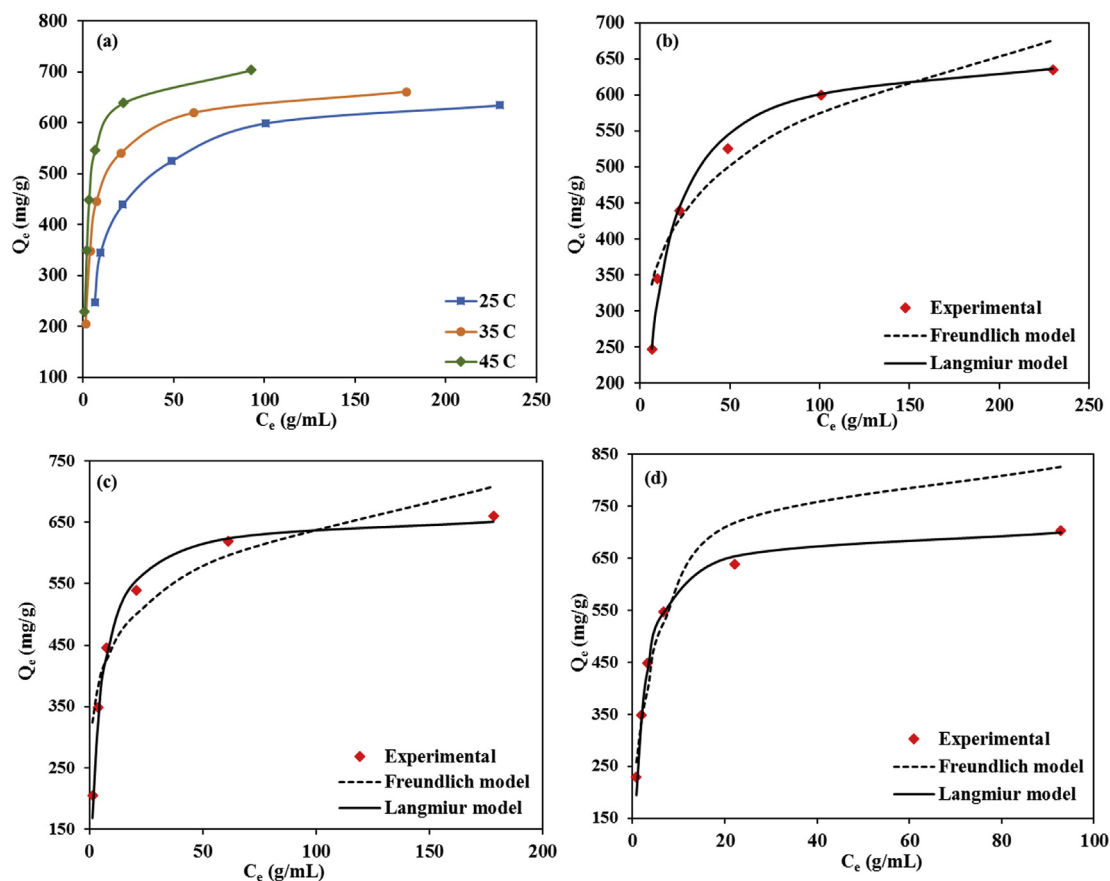 (a)
800
700
600
500
400
300
200
100
Qe (mg/g)
0 50 100 150 200 250
Ce (g/mL)
25 C
35 C
45 C
(b)
700
650
600
550
500
450
400
350
300
250
200
Qe (mg/g)
0 50 100 150 200 250
Ce (g/mL)
Experimental
Freundlich model
Langmiur model
(c)
750
650
550
450
350
250
150
Qe (mg/g)
0 50 100 150 200
Ce (g/mL)
Experimental
Freundlich model
Langmiur model
(d)
850
750
650
550
450
350
250
150
Qe (mg/g)
0 20 40 60 80 100
Ce (g/mL)
Experimental
Freundlich model
Langmiur model